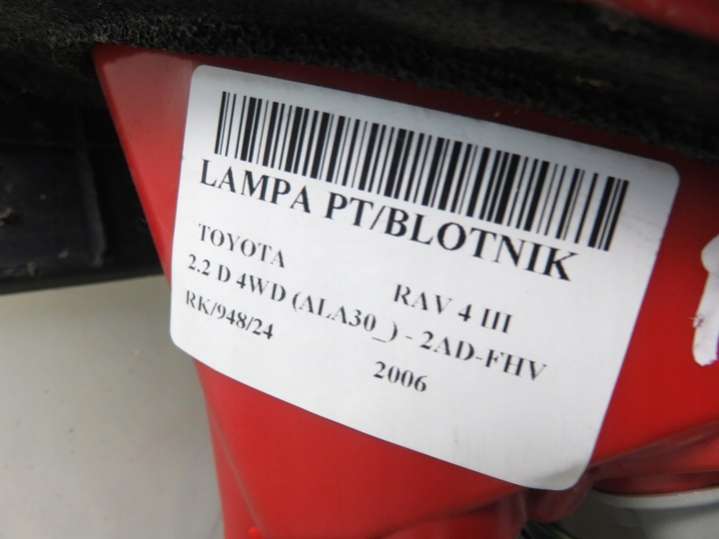 LAMPA PT/BLOTNIK
TOYOTA RAV 4 III
2.2 D 4WD (ALA30_) - 2AD-FHV
RK/948/24 2006